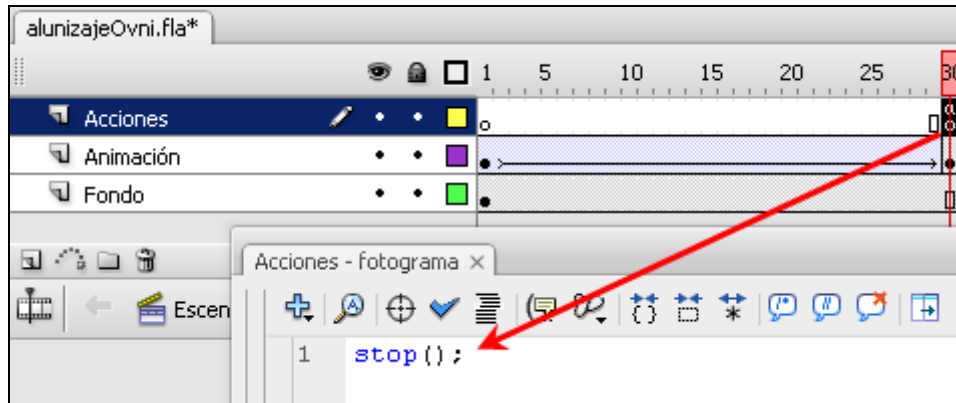 alunizajeOvni.fla*
1 5 10 15 20 25 30
Acciones
Animación
Fondo
Acciones - fotograma
Escen
1 stop();